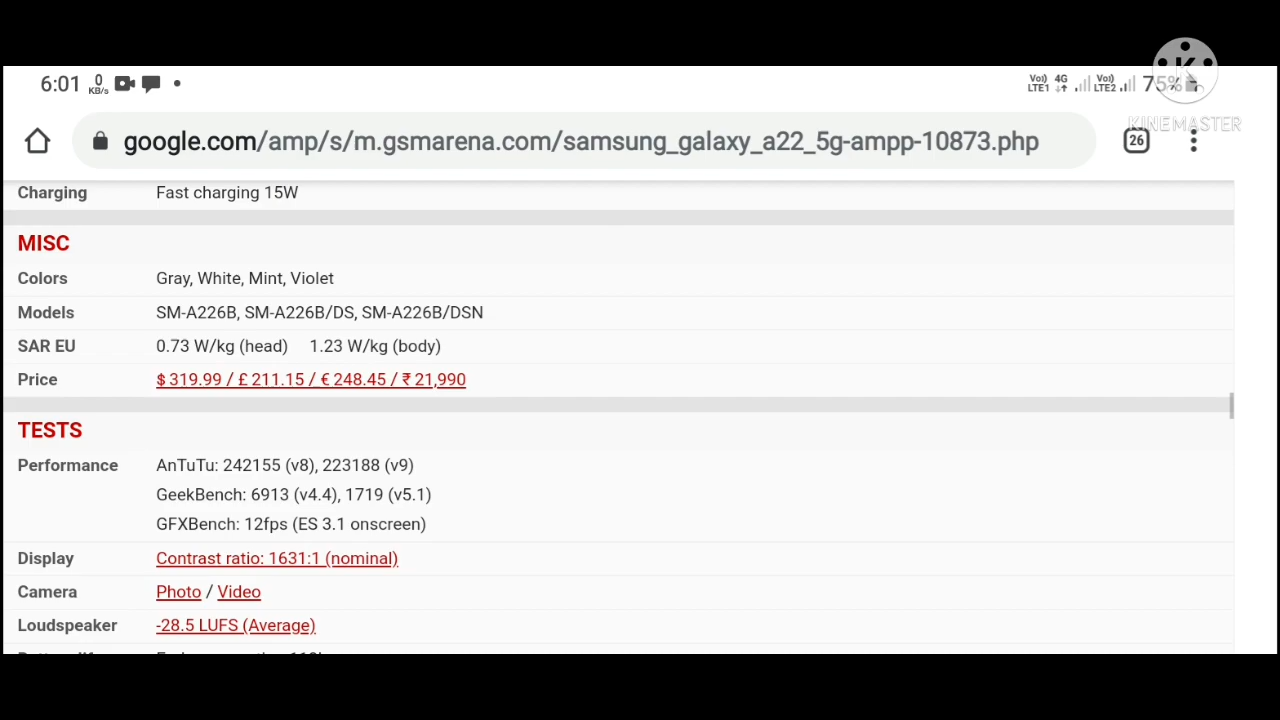 6:01 0 KB/s Vo) LTE1 4G Vo) LTE2 75%
K
KINEMASTER
google.com/amp/s/m.gsmarena.com/samsung_galaxy_a22_5g-ampp-10873.php 26
Charging Fast charging 15W
MISC
Colors Gray, White, Mint, Violet
Models SM-A226B, SM-A226B/DS, SM-A226B/DSN
SAR EU 0.73 W/kg (head) 1.23 W/kg (body)
Price $ 319.99 / £ 211.15 / € 248.45 / ₹ 21,990
TESTS
Performance AnTuTu: 242155 (v8), 223188 (v9)
GeekBench: 6913 (v4.4), 1719 (v5.1)
GFXBench: 12fps (ES 3.1 onscreen)
Display Contrast ratio: 1631:1 (nominal)
Camera Photo / Video
Loudspeaker -28.5 LUFS (Average)